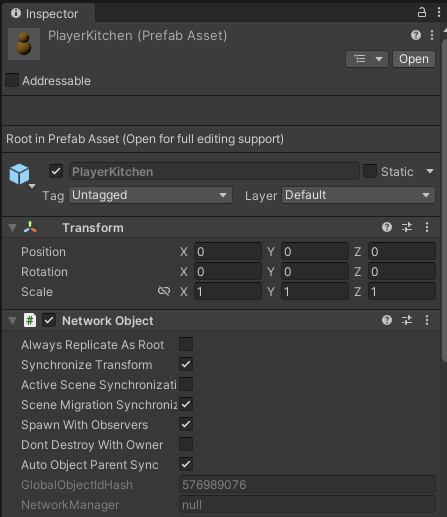 Inspector
PlayerKitchen (Prefab Asset)
Open
Addressable
Root in Prefab Asset (Open for full editing support)
PlayerKitchen Static
Tag Untagged Layer Default
Transform
Position X 0 Y 0 Z 0
Rotation X 0 Y 0 Z 0
Scale X 1 Y 1 Z 1
# Network Object
Always Replicate As Root
Synchronize Transform
Active Scene Synchronizati
Scene Migration Synchroniz
Spawn With Observers
Dont Destroy With Owner
Auto Object Parent Sync
GlobalObjectIdHash 576989076
NetworkManager null